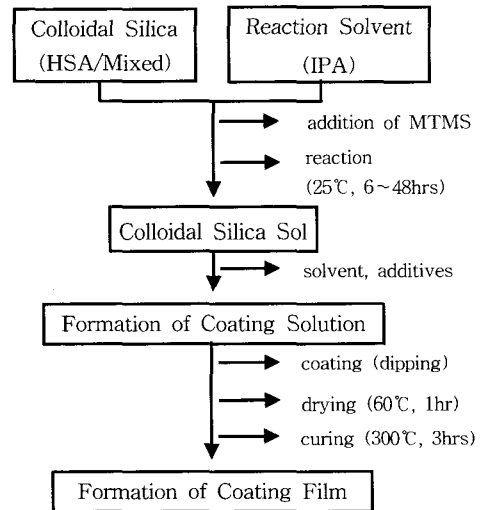 Colloidal Silica
(HSA/Mixed)
Reaction Solvent
(IPA)
addition of MTMS
reaction
(25℃, 6~48hrs)
Colloidal Silica Sol
solvent, additives
Formation of Coating Solution
coating (dipping)
drying (60℃, 1hr)
curing (300℃, 3hrs)
Formation of Coating Film